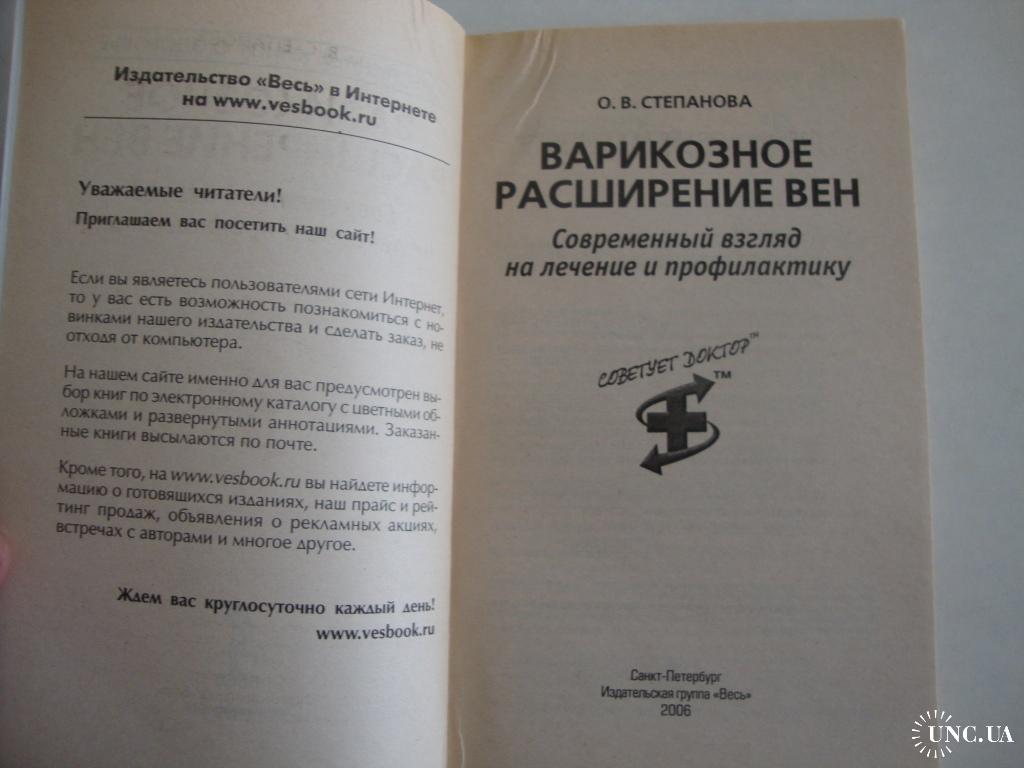 Издательство «Весь» в Интернете
на www.vesbook.ru
Уважаемые читатели!
Приглашаем вас посетить наш сайт!
Если вы являетесь пользователями сети Интернет,
то у вас есть возможность познакомиться с но-
винками нашего издательства и сделать заказ, не
отходя от компьютера.
На нашем сайте именно для вас предусмотрен вы-
бор книг по электронному каталогу с цветными об-
ложками и развернутыми аннотациями. Заказан-
ные книги высылаются по почте.
Кроме того, на www.vesbook.ru вы найдете инфор-
мацию о готовящихся изданиях, наш прайс и рей-
тинг продаж, объявления о рекламных акциях,
встречах с авторами и многое другое.
Ждем вас круглосуточно каждый день!
www.vesbook.ru
О. В. СТЕПАНОВА
ВАРИКОЗНОЕ
РАСШИРЕНИЕ ВЕН
Современный взгляд
на лечение и профилактику
СОВЕТУЕТ ДОКТОР™
™
Санкт-Петербург
Издательская группа «Весь»
2006
UNC.UA